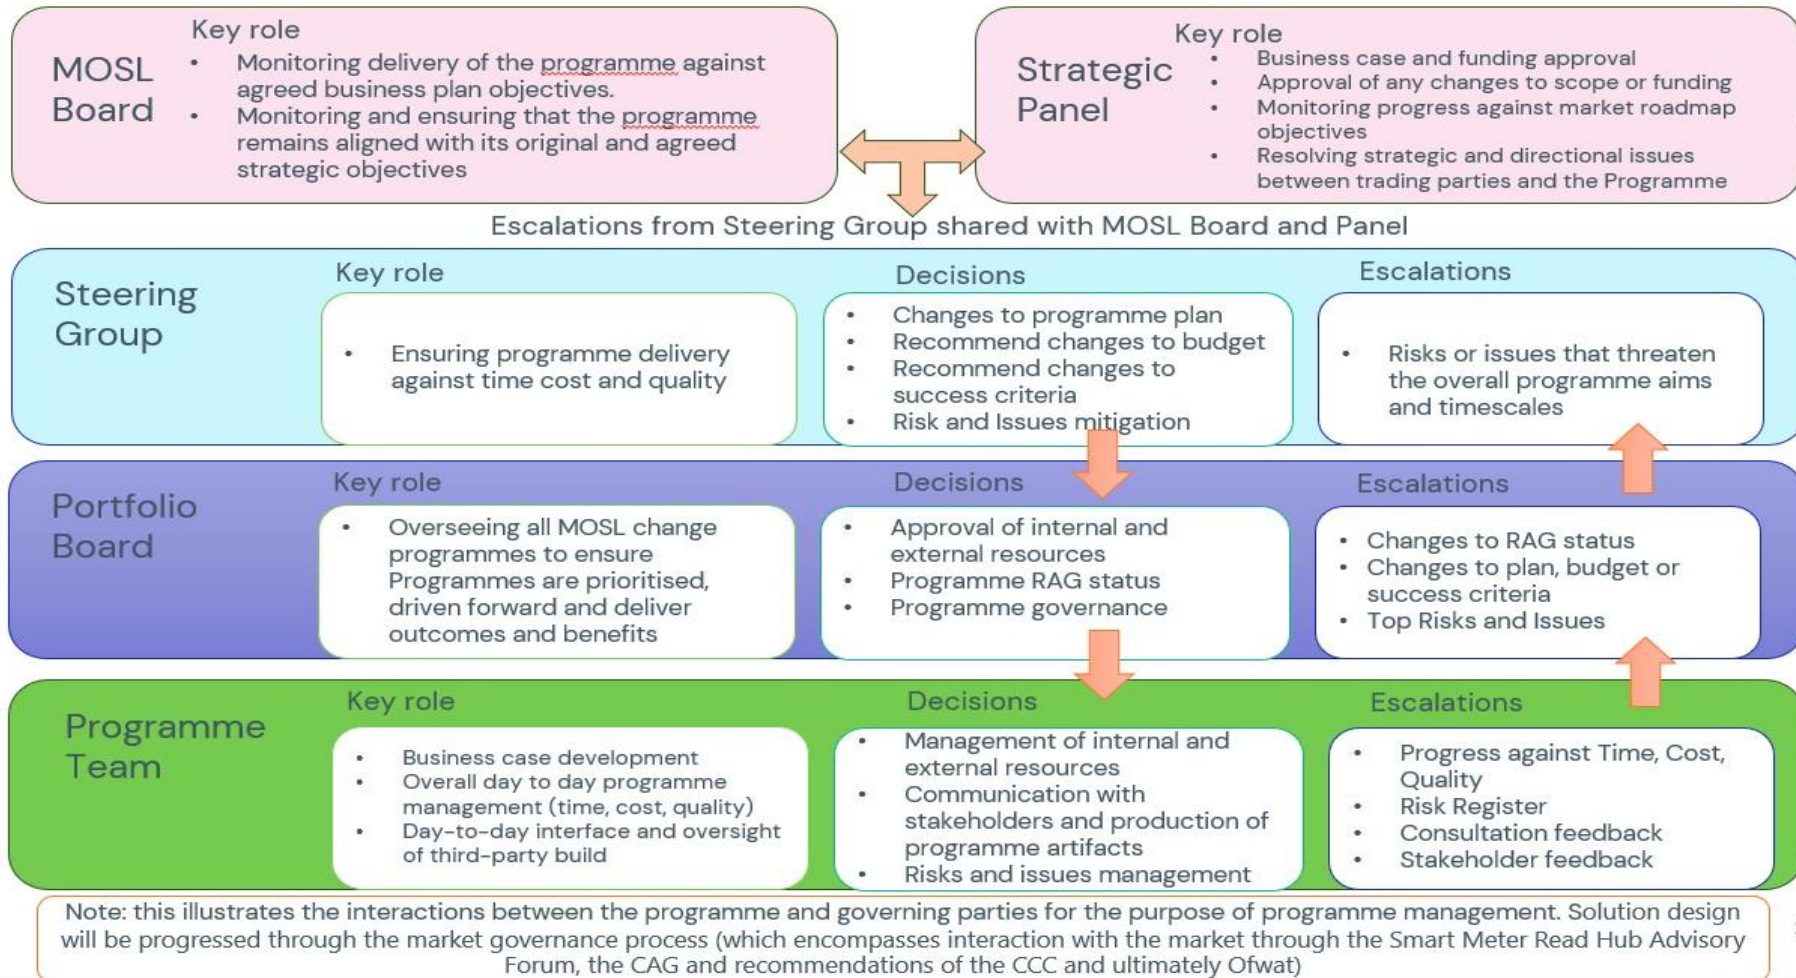 MOSL
Board
Key role
• Monitoring delivery of the programme against
agreed business plan objectives.
• Monitoring and ensuring that the programme
remains aligned with its original and agreed
strategic objectives
Strategic
Panel
Key role
• Business case and funding approval
• Approval of any changes to scope or funding
• Monitoring progress against market roadmap
objectives
• Resolving strategic and directional issues
between trading parties and the Programme
Escalations from Steering Group shared with MOSL Board and Panel
Steering
Group
Key role
• Ensuring programme delivery
against time cost and quality
Decisions
• Changes to programme plan
• Recommend changes to budget
• Recommend changes to
success criteria
• Risk and Issues mitigation
Escalations
• Risks or issues that threaten
the overall programme aims
and timescales
Portfolio
Board
Key role
• Overseeing all MOSL change
programmes to ensure
Programmes are prioritised,
driven forward and deliver
outcomes and benefits
Decisions
• Approval of internal and
external resources
• Programme RAG status
• Programme governance
Escalations
• Changes to RAG status
• Changes to plan, budget or
success criteria
• Top Risks and Issues
Programme
Team
Key role
• Business case development
• Overall day to day programme
management (time, cost, quality)
• Day-to-day interface and oversight
of third-party build
Decisions
• Management of internal and
external resources
• Communication with
stakeholders and production of
programme artifacts
• Risks and issues management
Escalations
• Progress against Time, Cost,
Quality
• Risk Register
• Consultation feedback
• Stakeholder feedback
Note: this illustrates the interactions between the programme and governing parties for the purpose of programme management. Solution design
will be progressed through the market governance process (which encompasses interaction with the market through the Smart Meter Read Hub Advisory
Forum, the CAG and recommendations of the CCC and ultimately Ofwat)